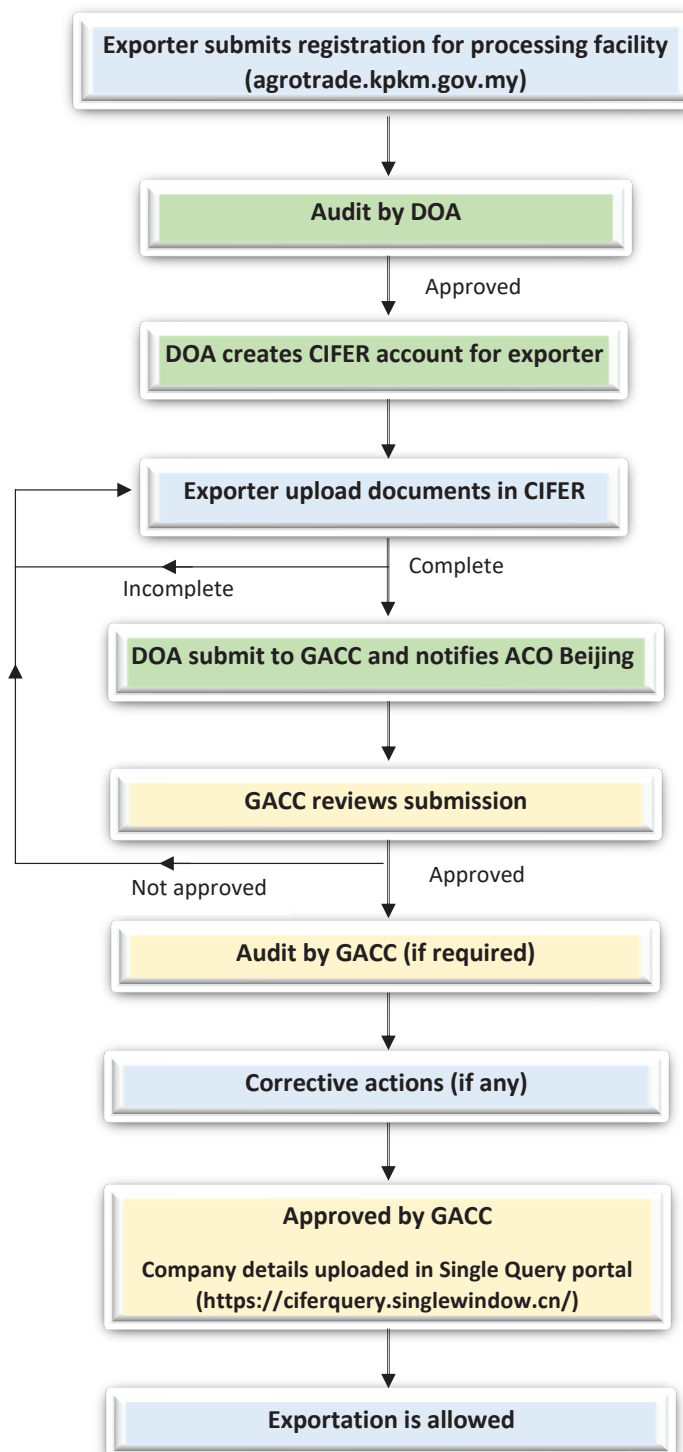 Exporter submits registration for processing facility
(agrotrade.kpkm.gov.my)
Audit by DOA
Approved
DOA creates CIFER account for exporter
Exporter upload documents in CIFER
Complete
Incomplete
DOA submit to GACC and notifies ACO Beijing
GACC reviews submission
Approved
Not approved
Audit by GACC (if required)
Corrective actions (if any)
Approved by GACC
Company details uploaded in Single Query portal
(https://ciferquery.singlewindow.cn/)
Exportation is allowed